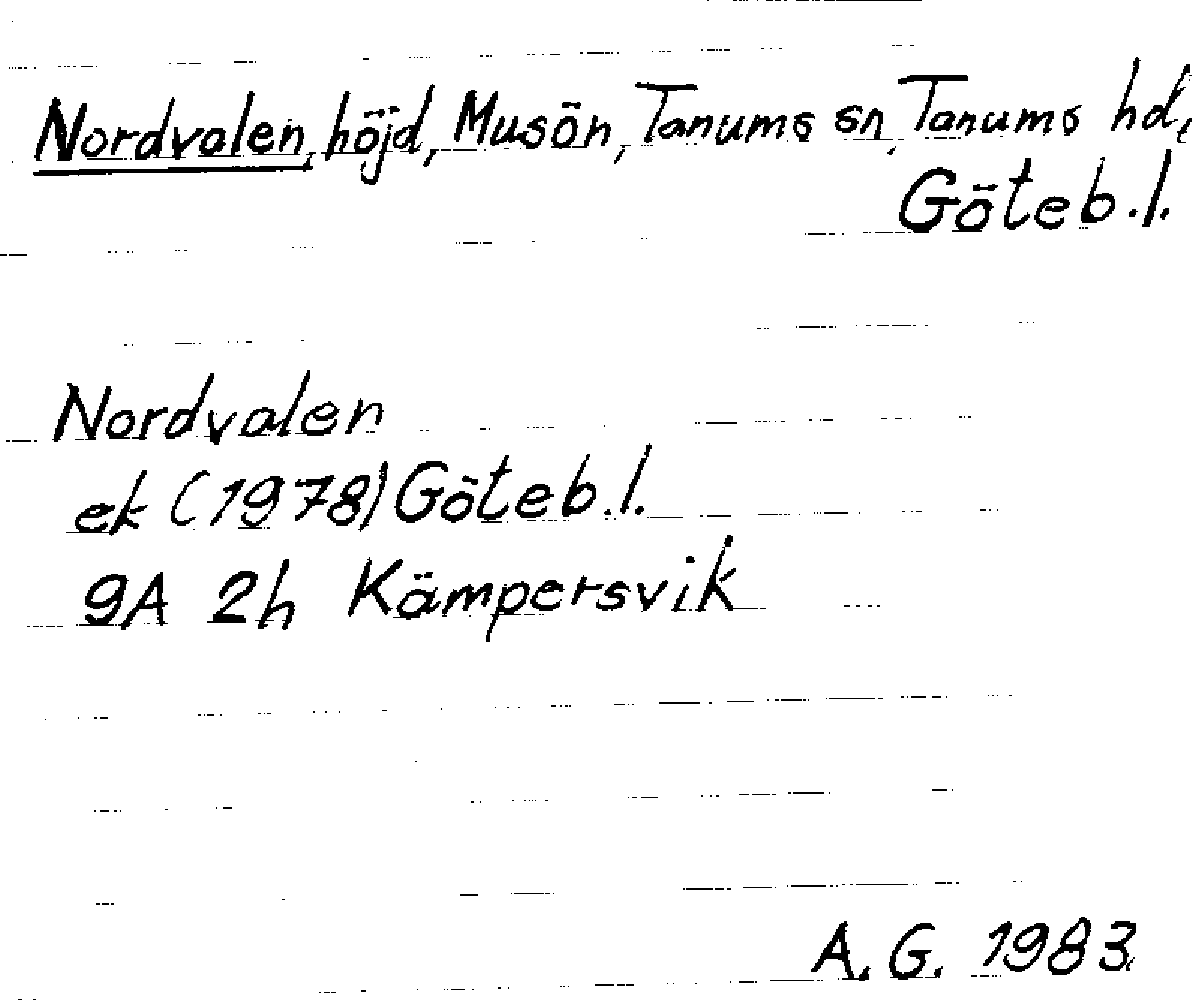 Nordvalen, höjd, Musön, Tanums sn, Tanums hd,
Göteb.l.
Nordvalen
ek (1978) Göteb.l.
9A 2h Kämpersvik
A.G. 1983